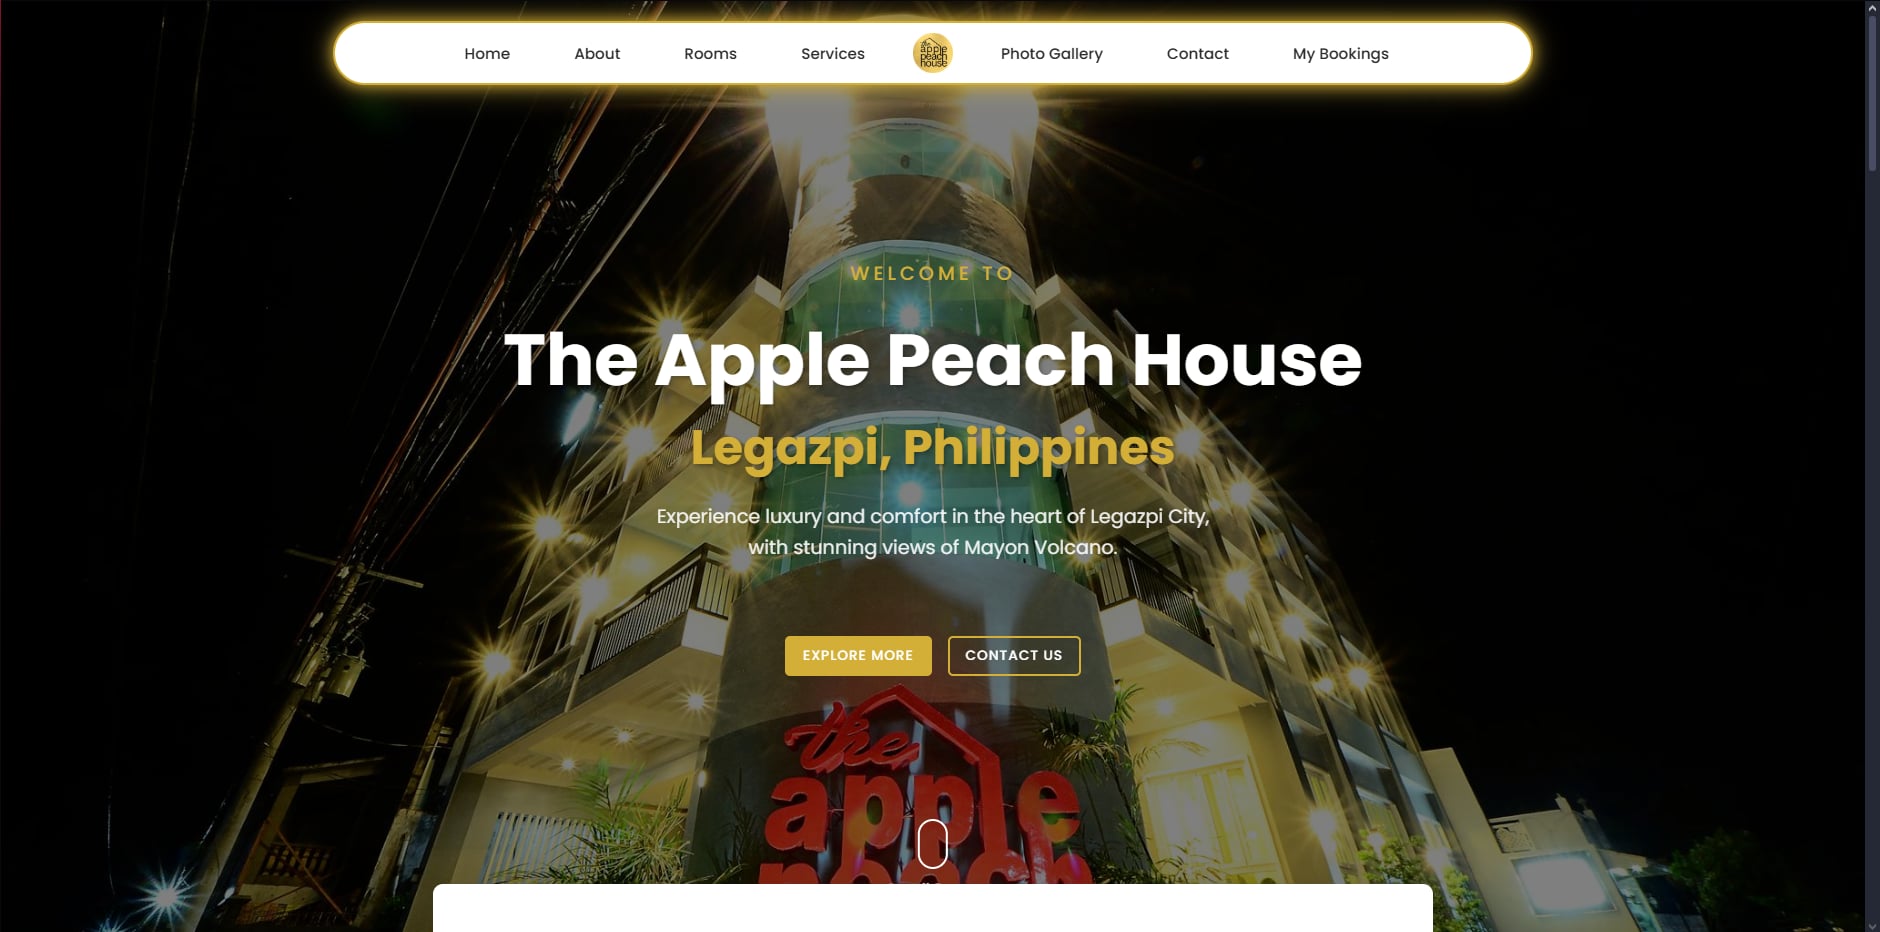 Home About Rooms Services the apple peach house Photo Gallery Contact My Bookings
WELCOME TO
The Apple Peach House
Legazpi, Philippines
Experience luxury and comfort in the heart of Legazpi City,
with stunning views of Mayon Volcano.
EXPLORE MORE CONTACT US
the
apple
peach